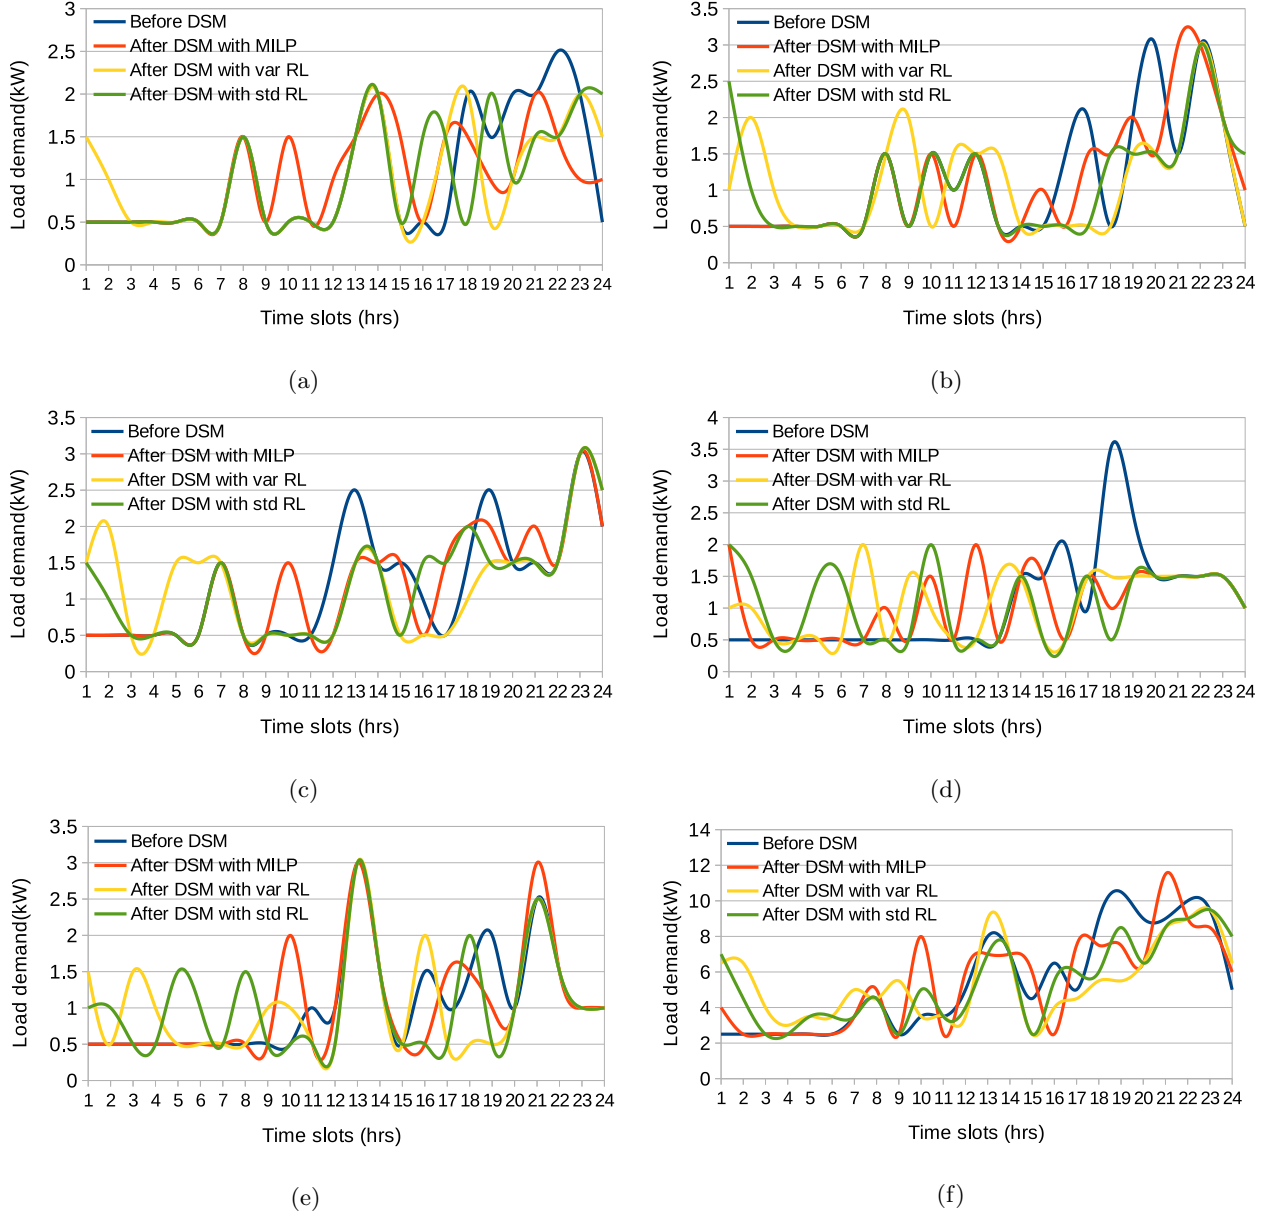 Load demand(kW)
3
2.5
2
1.5
1
0.5
0
Before DSM
After DSM with MILP
After DSM with var RL
After DSM with std RL
1 2 3 4 5 6 7 8 9 10 11 12 13 14 15 16 17 18 19 20 21 22 23 24
Time slots (hrs)
(a)
Load demand(kW)
3.5
3
2.5
2
1.5
1
0.5
0
Before DSM
After DSM with MILP
After DSM with var RL
After DSM with std RL
1 2 3 4 5 6 7 8 9 10 11 12 13 14 15 16 17 18 19 20 21 22 23 24
Time slots (hrs)
(b)
Load demand(kW)
3.5
3
2.5
2
1.5
1
0.5
0
Before DSM
After DSM with MILP
After DSM with var RL
After DSM with std RL
1 2 3 4 5 6 7 8 9 10 11 12 13 14 15 16 17 18 19 20 21 22 23 24
Time slots (hrs)
(c)
Load demand(kW)
4
3.5
3
2.5
2
1.5
1
0.5
0
Before DSM
After DSM with MILP
After DSM with var RL
After DSM with std RL
1 2 3 4 5 6 7 8 9 10 11 12 13 14 15 16 17 18 19 20 21 22 23 24
Time slots (hrs)
(d)
Load demand(kW)
3.5
3
2.5
2
1.5
1
0.5
0
Before DSM
After DSM with MILP
After DSM with var RL
After DSM with std RL
1 2 3 4 5 6 7 8 9 10 11 12 13 14 15 16 17 18 19 20 21 22 23 24
Time slots (hrs)
(e)
Load demand(kW)
14
12
10
8
6
4
2
0
Before DSM
After DSM with MILP
After DSM with var RL
After DSM with std RL
1 2 3 4 5 6 7 8 9 10 11 12 13 14 15 16 17 18 19 20 21 22 23 24
Time slots (hrs)
(f)